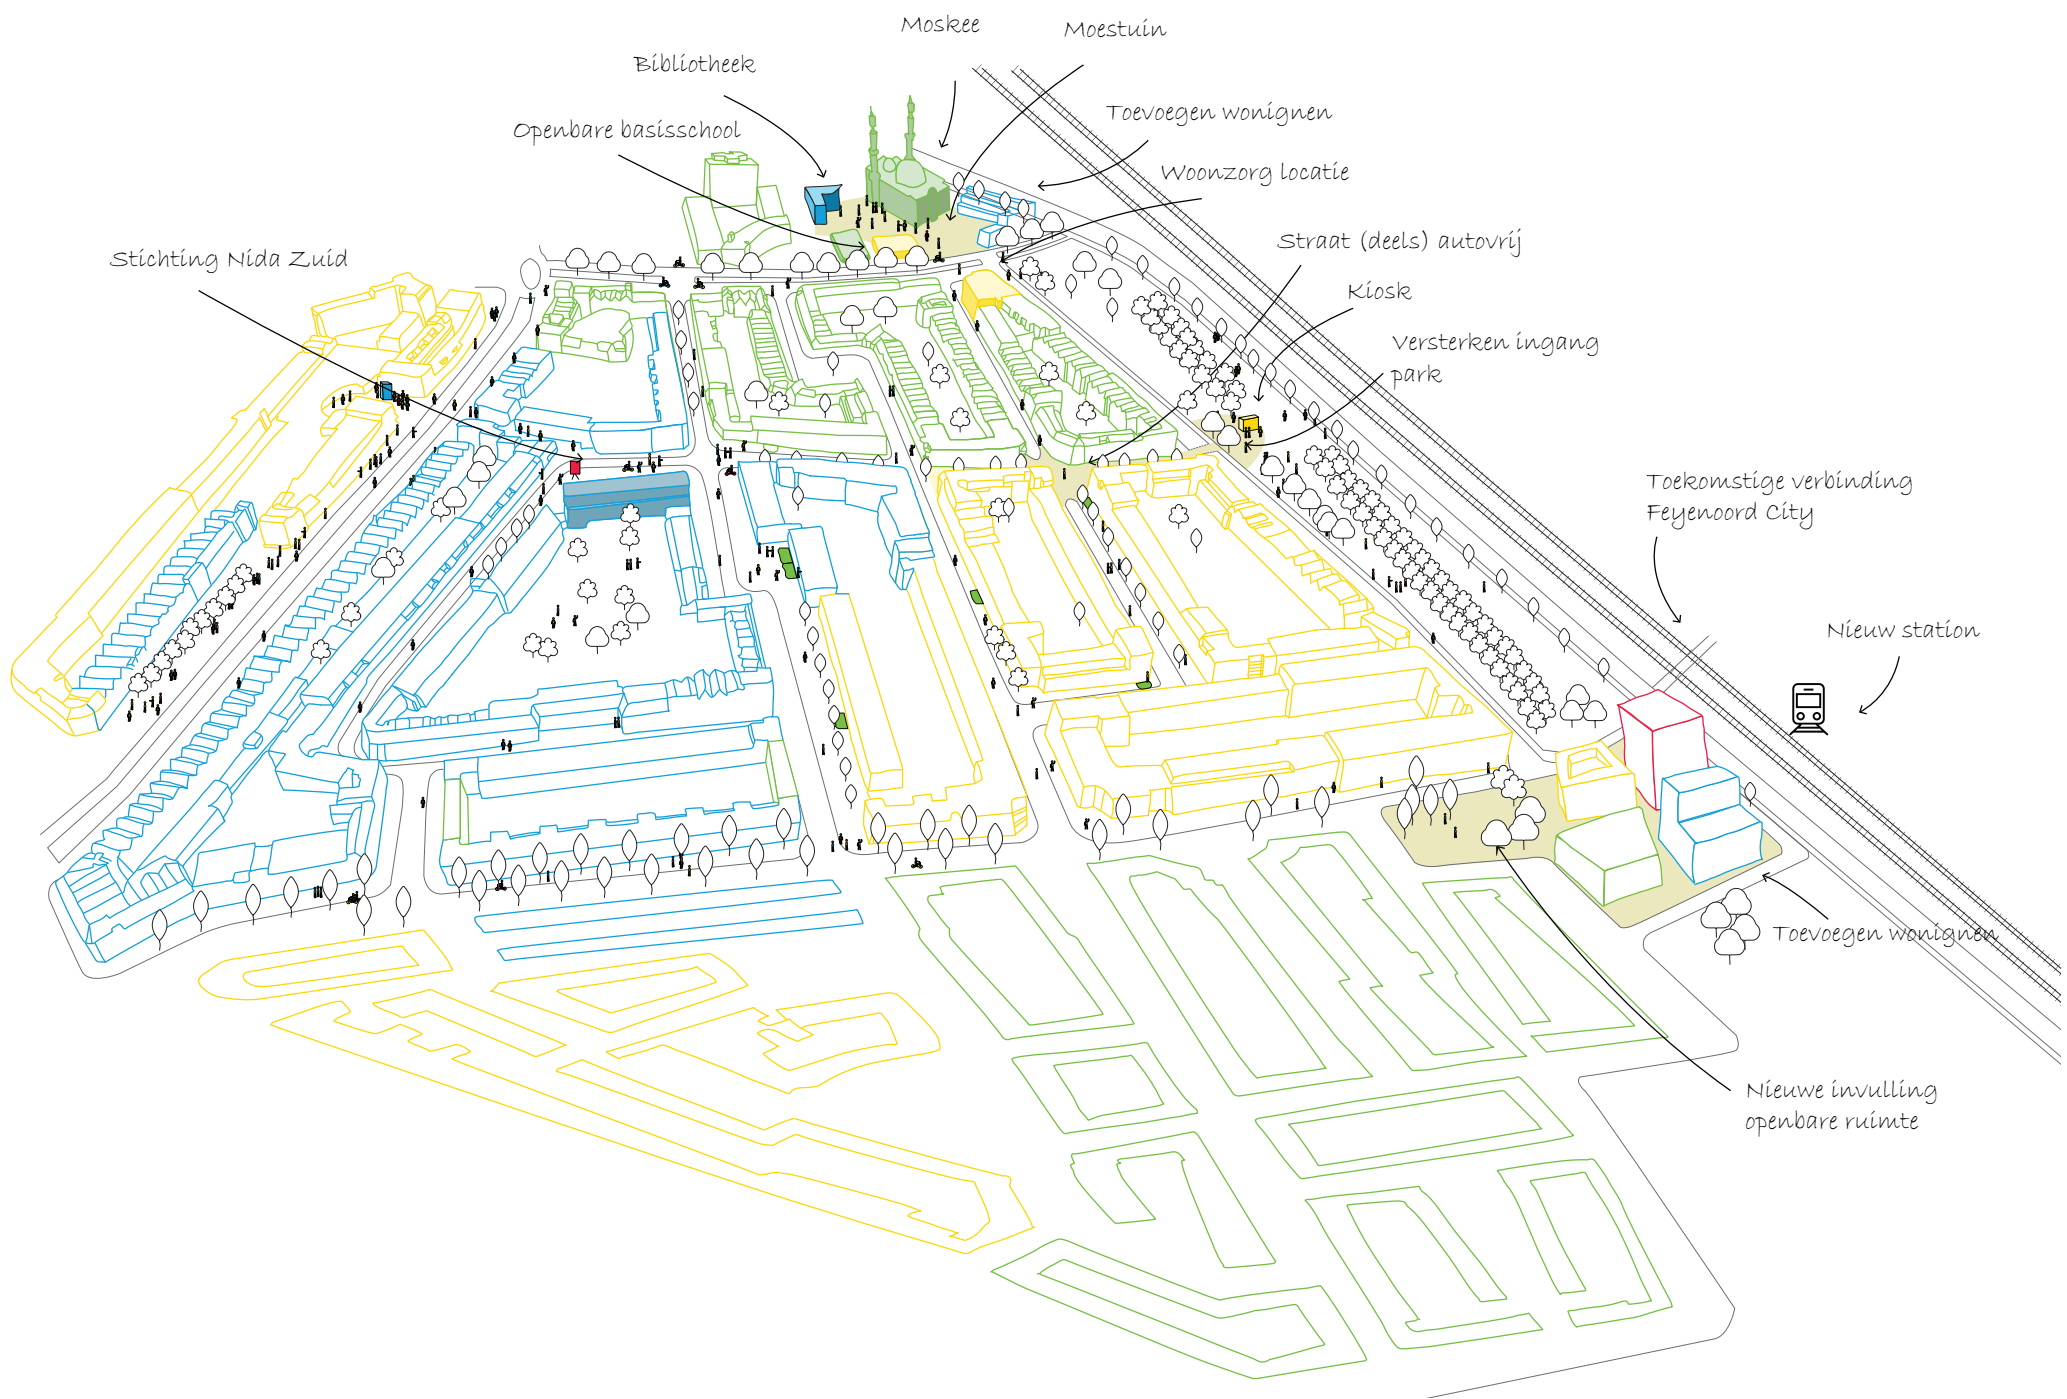 Moskee
Moestuin
Bibliotheek
Toevoegen wonignen
Openbare basisschool
Woonzorg locatie
Straat (deels) autovrij
Stichting Nida Zuid
Kiosk
Versterken ingang
park
Toekomstige verbinding
Feyenoord City
Nieuw station
Toevoegen wonignen
Nieuwe invulling
openbare ruimte